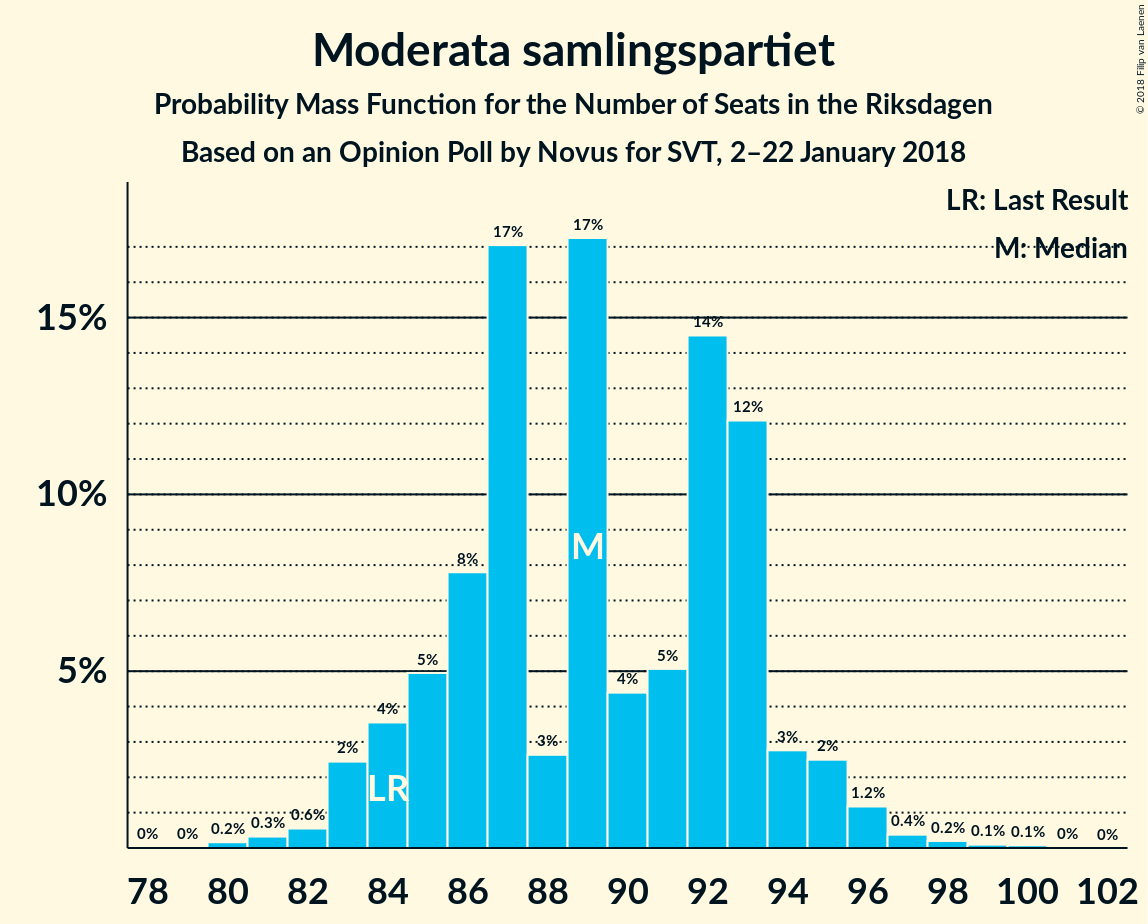 Moderata samlingspartiet
Probability Mass Function for the Number of Seats in the Riksdagen
Based on an Opinion Poll by Novus for SVT, 2–22 January 2018
© 2018 Filip van Laenen
LR: Last Result
M: Median
15%
10%
5%
0% 0% 0.2% 0.3% 0.6% 2% 4% 5% 8% 17% 3% 17% 4% 5% 14% 12% 3% 2% 1.2% 0.4% 0.2% 0.1% 0.1% 0% 0%
M
LR
78 80 82 84 86 88 90 92 94 96 98 100 102